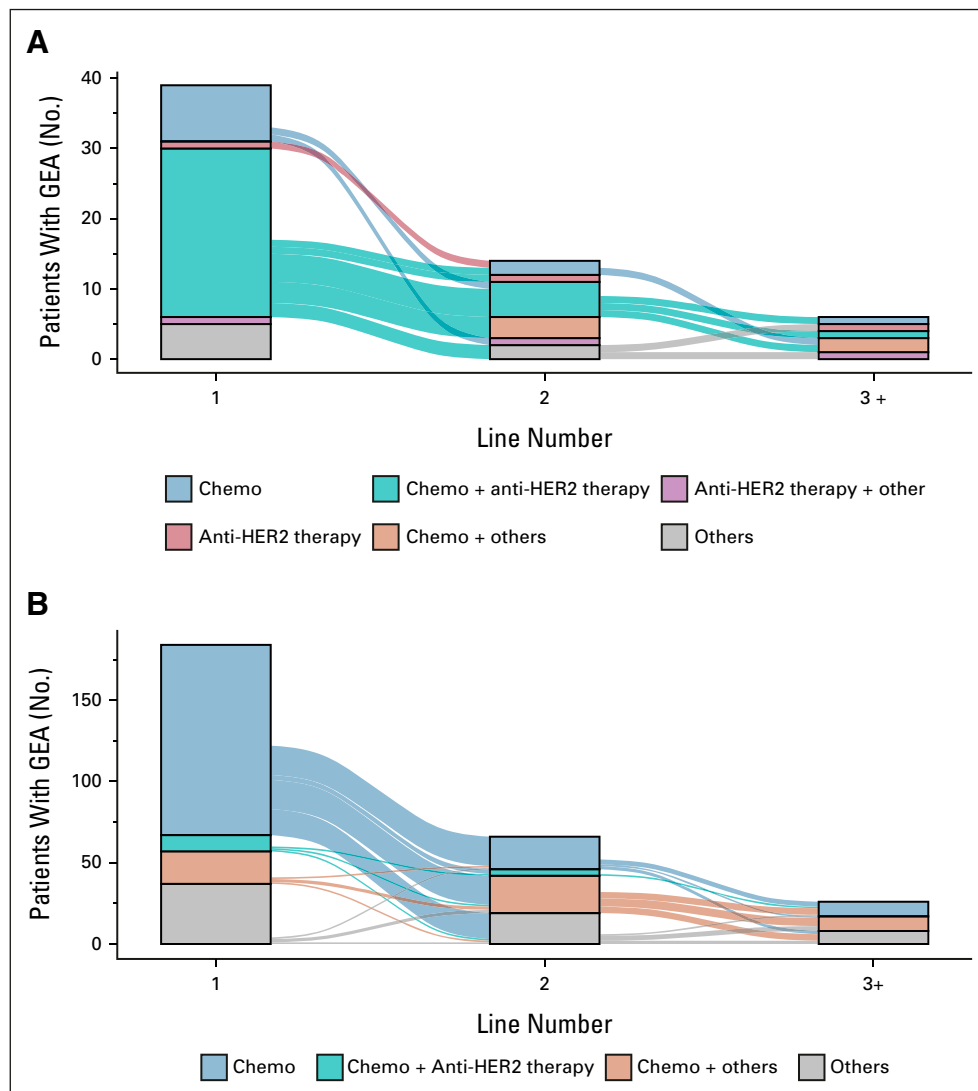 A
Patients With GEA (No.)
40
30
20
10
0
1
2
3 +
Line Number
Chemo
Chemo + anti-HER2 therapy
Anti-HER2 therapy + other
Anti-HER2 therapy
Chemo + others
Others
B
Patients With GEA (No.)
150
100
50
0
1
2
3+
Line Number
Chemo
Chemo + Anti-HER2 therapy
Chemo + others
Others